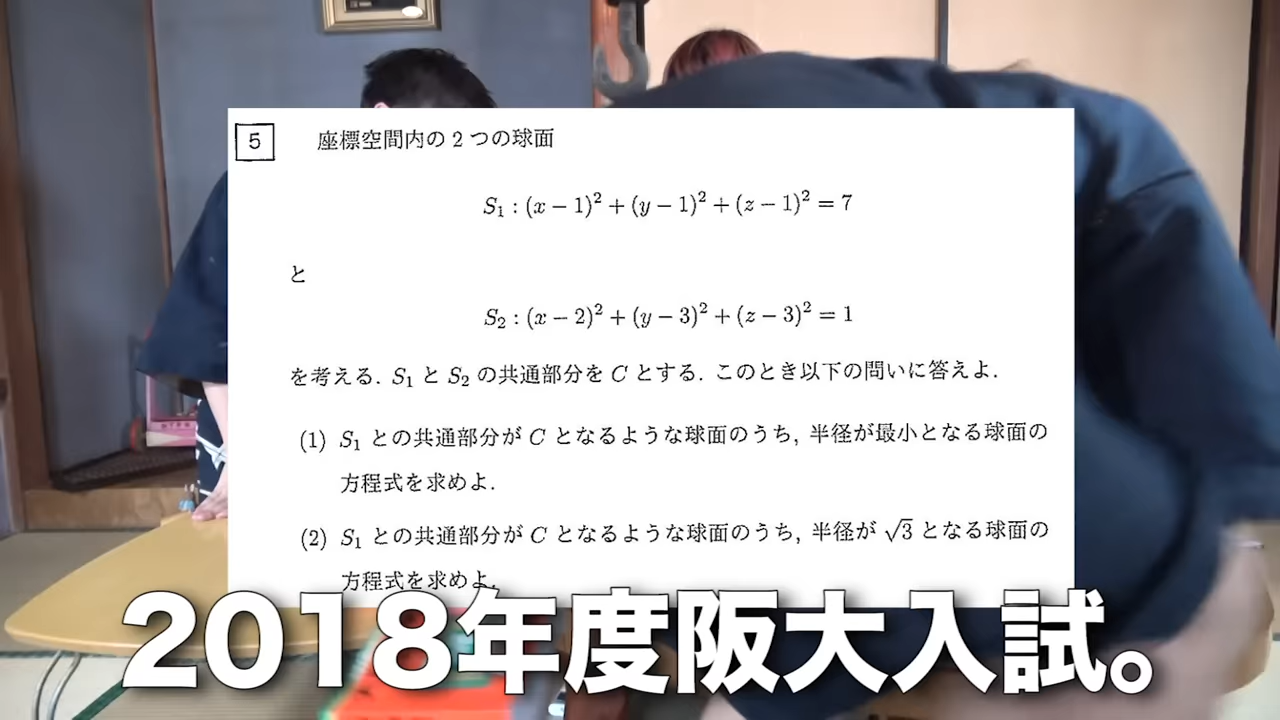 5 座標空間内の 2 つの球面
S₁ : (x − 1)² + (y − 1)² + (z − 1)² = 7
と
S₂ : (x − 2)² + (y − 3)² + (z − 3)² = 1
を考える. S₁ と S₂ の共通部分を C とする. このとき以下の問いに答えよ.
(1) S₁ との共通部分が C となるような球面のうち, 半径が最小となる球面の
方程式を求めよ.
(2) S₁ との共通部分が C となるような球面のうち, 半径が √3 となる球面の
方程式を求めよ.
2018年度阪大入試。